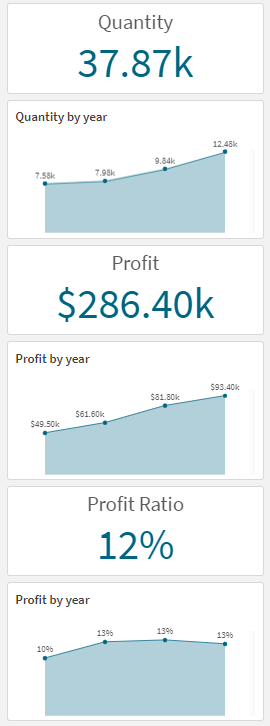 Quantity
37.87k
Quantity by year
7.58k 7.98k 9.84k 12.48k
Profit
$286.40k
Profit by year
$49.50k $61.60k $81.80k $93.40k
Profit Ratio
12%
Profit by year
10% 13% 13% 13%